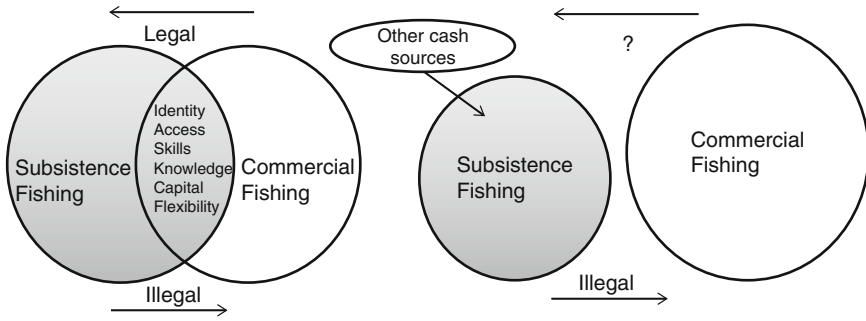 Legal
Subsistence
Fishing
Identity
Access
Skills
Knowledge
Capital
Flexibility
Commercial
Fishing
Illegal
Other cash
sources
?
Subsistence
Fishing
Commercial
Fishing
Illegal